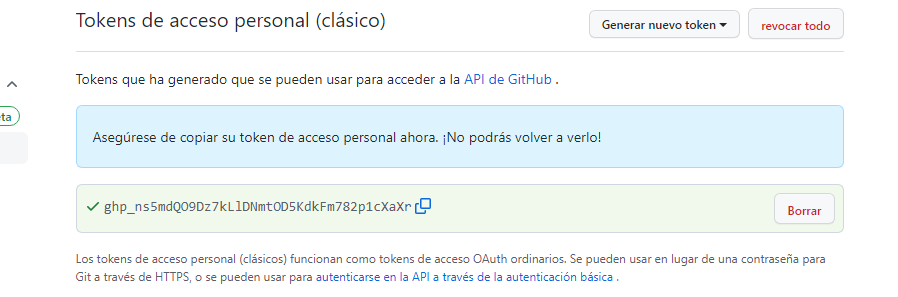 Tokens de acceso personal (clásico)
Generar nuevo token
revocar todo
Tokens que ha generado que se pueden usar para acceder a la API de GitHub .
eta
Asegúrese de copiar su token de acceso personal ahora. ¡No podrás volver a verlo!
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
Borrar
Los tokens de acceso personal (clásicos) funcionan como tokens de acceso OAuth ordinarios. Se pueden usar en lugar de una contraseña para
Git a través de HTTPS, o se pueden usar para autenticarse en la API a través de la autenticación básica .